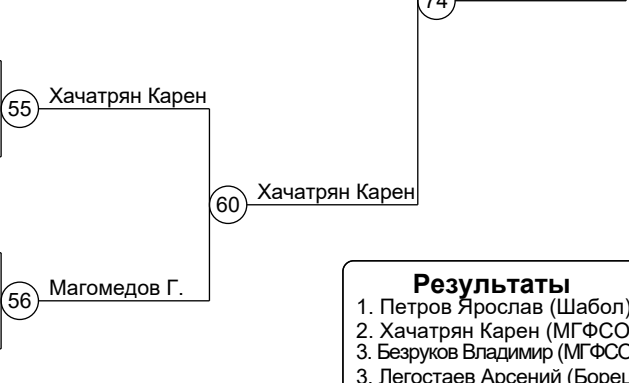 74
55
Хачатрян Карен
60
Хачатрян Карен
56
Магомедов Г.
Результаты
1. Петров Ярослав (Шабол)
2. Хачатрян Карен (МГФСО
3. Безруков Владимир (МГФСО
3. Легостаев Арсений (Борец